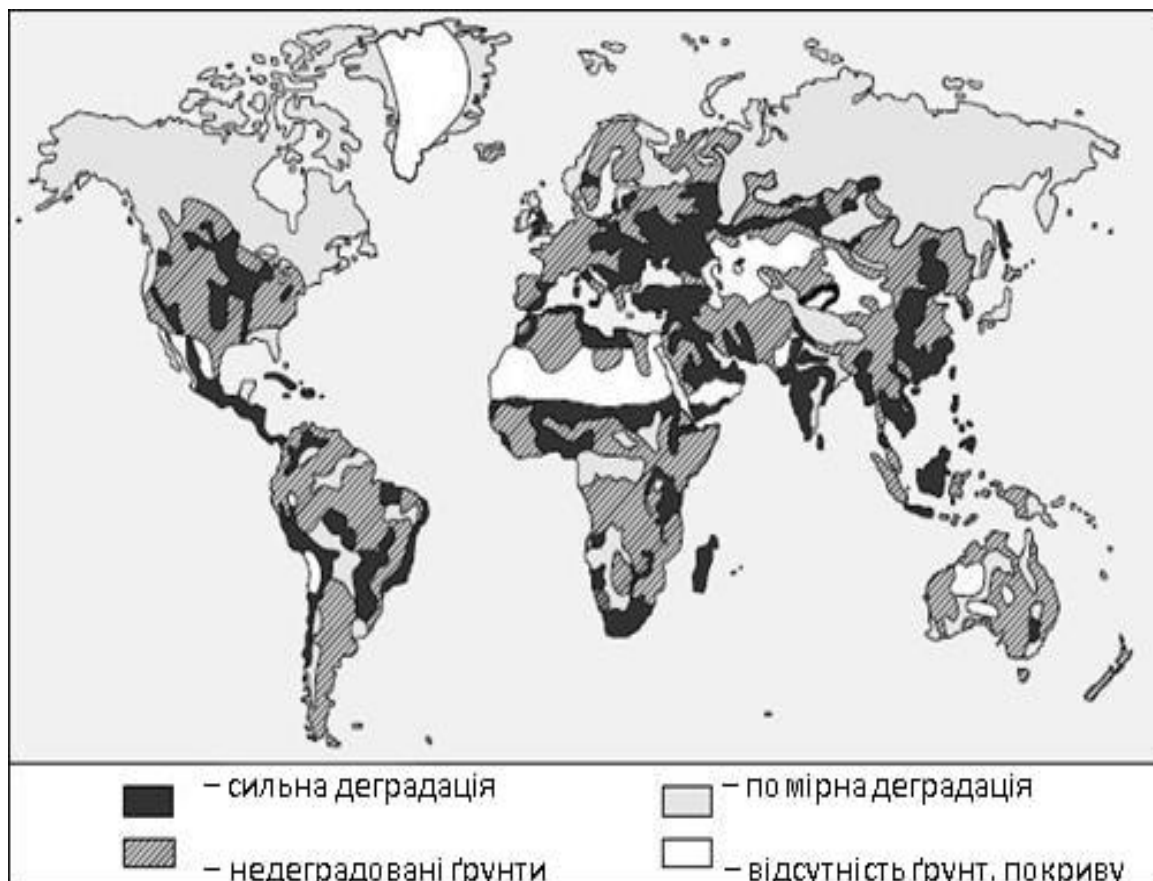 – сильна деградація
– помірна деградація
– недеградовані ґрунти
– відсутність ґрунт. покриву